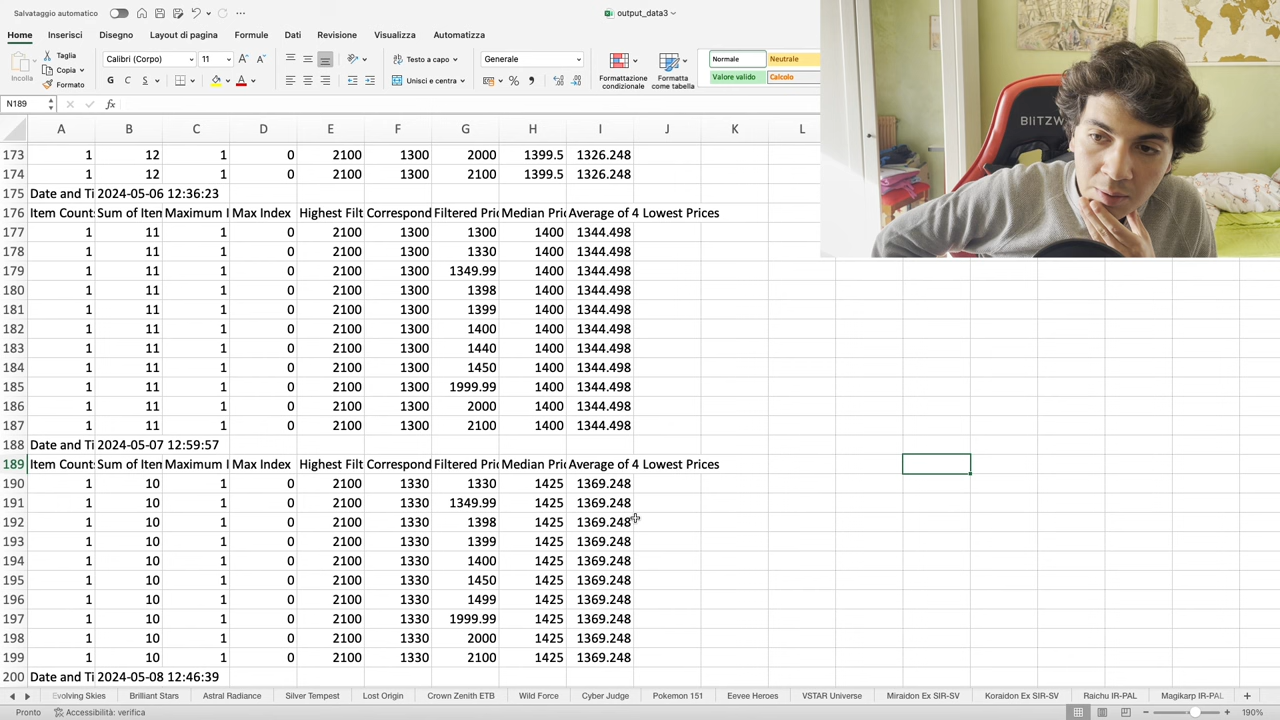 Salvataggio automatico
output_data3
Home Inserisci Disegno Layout di pagina Formule Dati Revisione Visualizza Automatizza
Incolla
Taglia
Copia
Formato
Calibri (Corpo) 11
G C S
Testo a capo
Unisci e centra
Generale
Formattazione condizionale
Formatta come tabella
Normale Neutrale
Valore valido Calcolo
BLITZW
N189 fx
A B C D E F G H I J K L
173 1 12 1 0 2100 1300 2000 1399.5 1326.248
174 1 12 1 0 2100 1300 2100 1399.5 1326.248
175 Date and Ti 2024-05-06 12:36:23
176 Item Counts Sum of Item Maximum I Max Index Highest Filt Correspond Filtered Pric Median Pric Average of 4 Lowest Prices
177 1 11 1 0 2100 1300 1300 1400 1344.498
178 1 11 1 0 2100 1300 1330 1400 1344.498
179 1 11 1 0 2100 1300 1349.99 1400 1344.498
180 1 11 1 0 2100 1300 1398 1400 1344.498
181 1 11 1 0 2100 1300 1399 1400 1344.498
182 1 11 1 0 2100 1300 1400 1400 1344.498
183 1 11 1 0 2100 1300 1440 1400 1344.498
184 1 11 1 0 2100 1300 1450 1400 1344.498
185 1 11 1 0 2100 1300 1999.99 1400 1344.498
186 1 11 1 0 2100 1300 2000 1400 1344.498
187 1 11 1 0 2100 1300 2100 1400 1344.498
188 Date and Ti 2024-05-07 12:59:57
189 Item Counts Sum of Item Maximum I Max Index Highest Filt Correspond Filtered Pric Median Pric Average of 4 Lowest Prices
190 1 10 1 0 2100 1330 1330 1425 1369.248
191 1 10 1 0 2100 1330 1349.99 1425 1369.248
192 1 10 1 0 2100 1330 1398 1425 1369.248
193 1 10 1 0 2100 1330 1399 1425 1369.248
194 1 10 1 0 2100 1330 1400 1425 1369.248
195 1 10 1 0 2100 1330 1450 1425 1369.248
196 1 10 1 0 2100 1330 1499 1425 1369.248
197 1 10 1 0 2100 1330 1999.99 1425 1369.248
198 1 10 1 0 2100 1330 2000 1425 1369.248
199 1 10 1 0 2100 1330 2100 1425 1369.248
200 Date and Ti 2024-05-08 12:46:39
Evolving Skies Brilliant Stars Astral Radiance Silver Tempest Lost Origin Crown Zenith ETB Wild Force Cyber Judge Pokemon 151 Eevee Heroes VSTAR Universe Miraidon Ex SIR-SV Koraidon Ex SIR-SV Raichu IR-PAL Magikarp IR-PAL
Pronto Accessibilità: verifica 190%